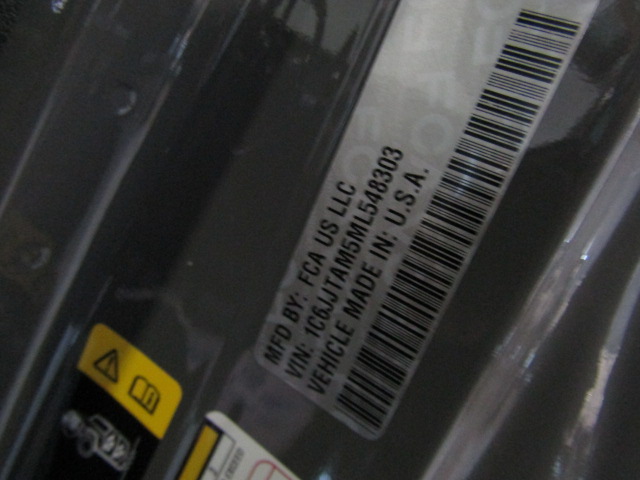 MFD BY: FCA US LLC
VIN: 1C6JJTAM5ML548303
VEHICLE MADE IN: U.S.A.